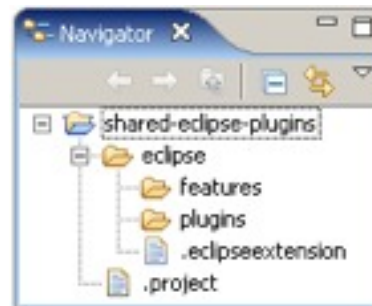 Navigator
shared-eclipse-plugins
eclipse
features
plugins
.eclipseextension
.project